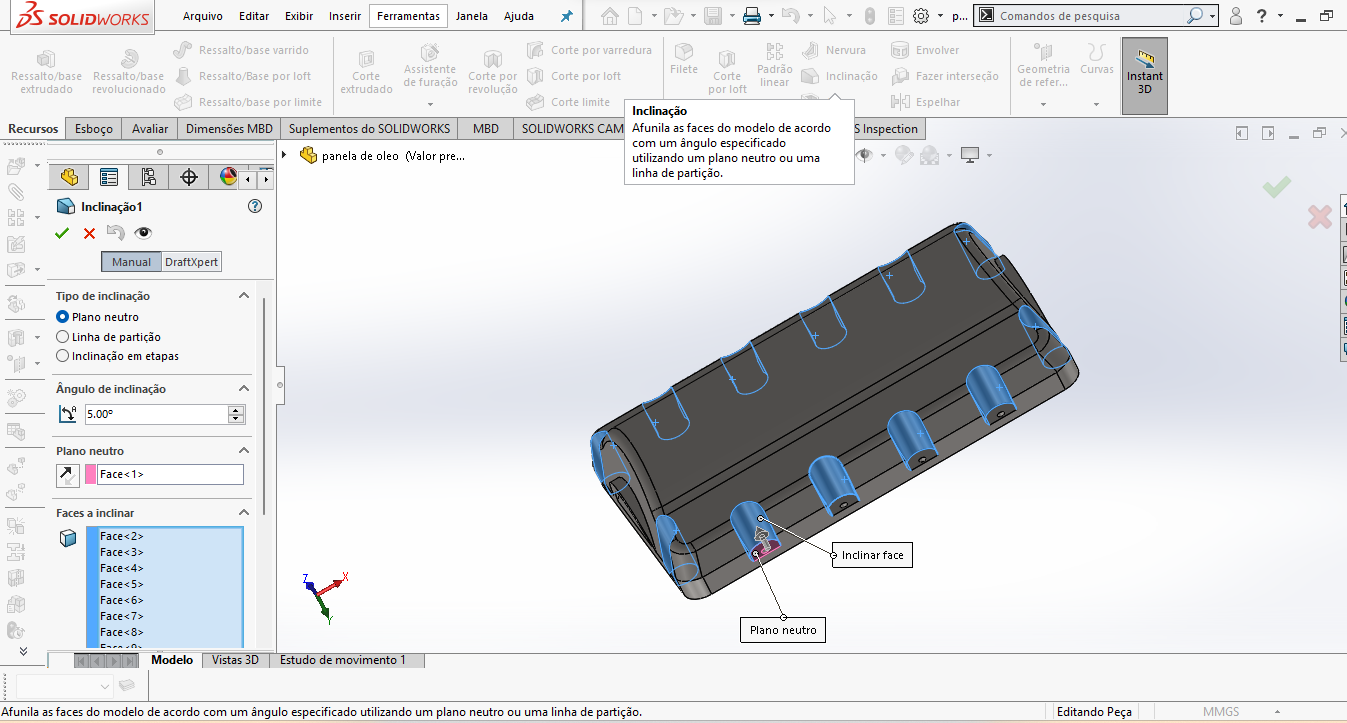 SOLIDWORKS
Arquivo Editar Exibir Inserir Ferramentas Janela Ajuda
p...
Comandos de pesquisa
?
Ressalto/base extrudado
Ressalto/base revolucionado
Ressalto/base varrido
Ressalto/Base por loft
Ressalto/base por limite
Corte extrudado
Assistente de furação
Corte por revolução
Corte por varredura
Corte por loft
Corte limite
Filete
Corte por loft
Padrão linear
Nervura
Inclinação
Envolver
Fazer interseção
Espelhar
Geometria de refer...
Curvas
Instant 3D
Recursos Esboço Avaliar Dimensões MBD Suplementos do SOLIDWORKS MBD SOLIDWORKS CAM S Inspection
Inclinação
Afunila as faces do modelo de acordo
com um ângulo especificado
utilizando um plano neutro ou uma
linha de partição.
panela de oleo (Valor pre...
Inclinação1
?
Manual DraftXpert
Tipo de inclinação
Plano neutro
Linha de partição
Inclinação em etapas
Ângulo de inclinação
5.00º
Plano neutro
Face<1>
Faces a inclinar
Face<2>
Face<3>
Face<4>
Face<5>
Face<6>
Face<7>
Face<8>
Face<9>
Inclinar face
Plano neutro
Z X
Y
Modelo Vistas 3D Estudo de movimento 1
Afunila as faces do modelo de acordo com um ângulo especificado utilizando um plano neutro ou uma linha de partição.
Editando Peça
MMGS